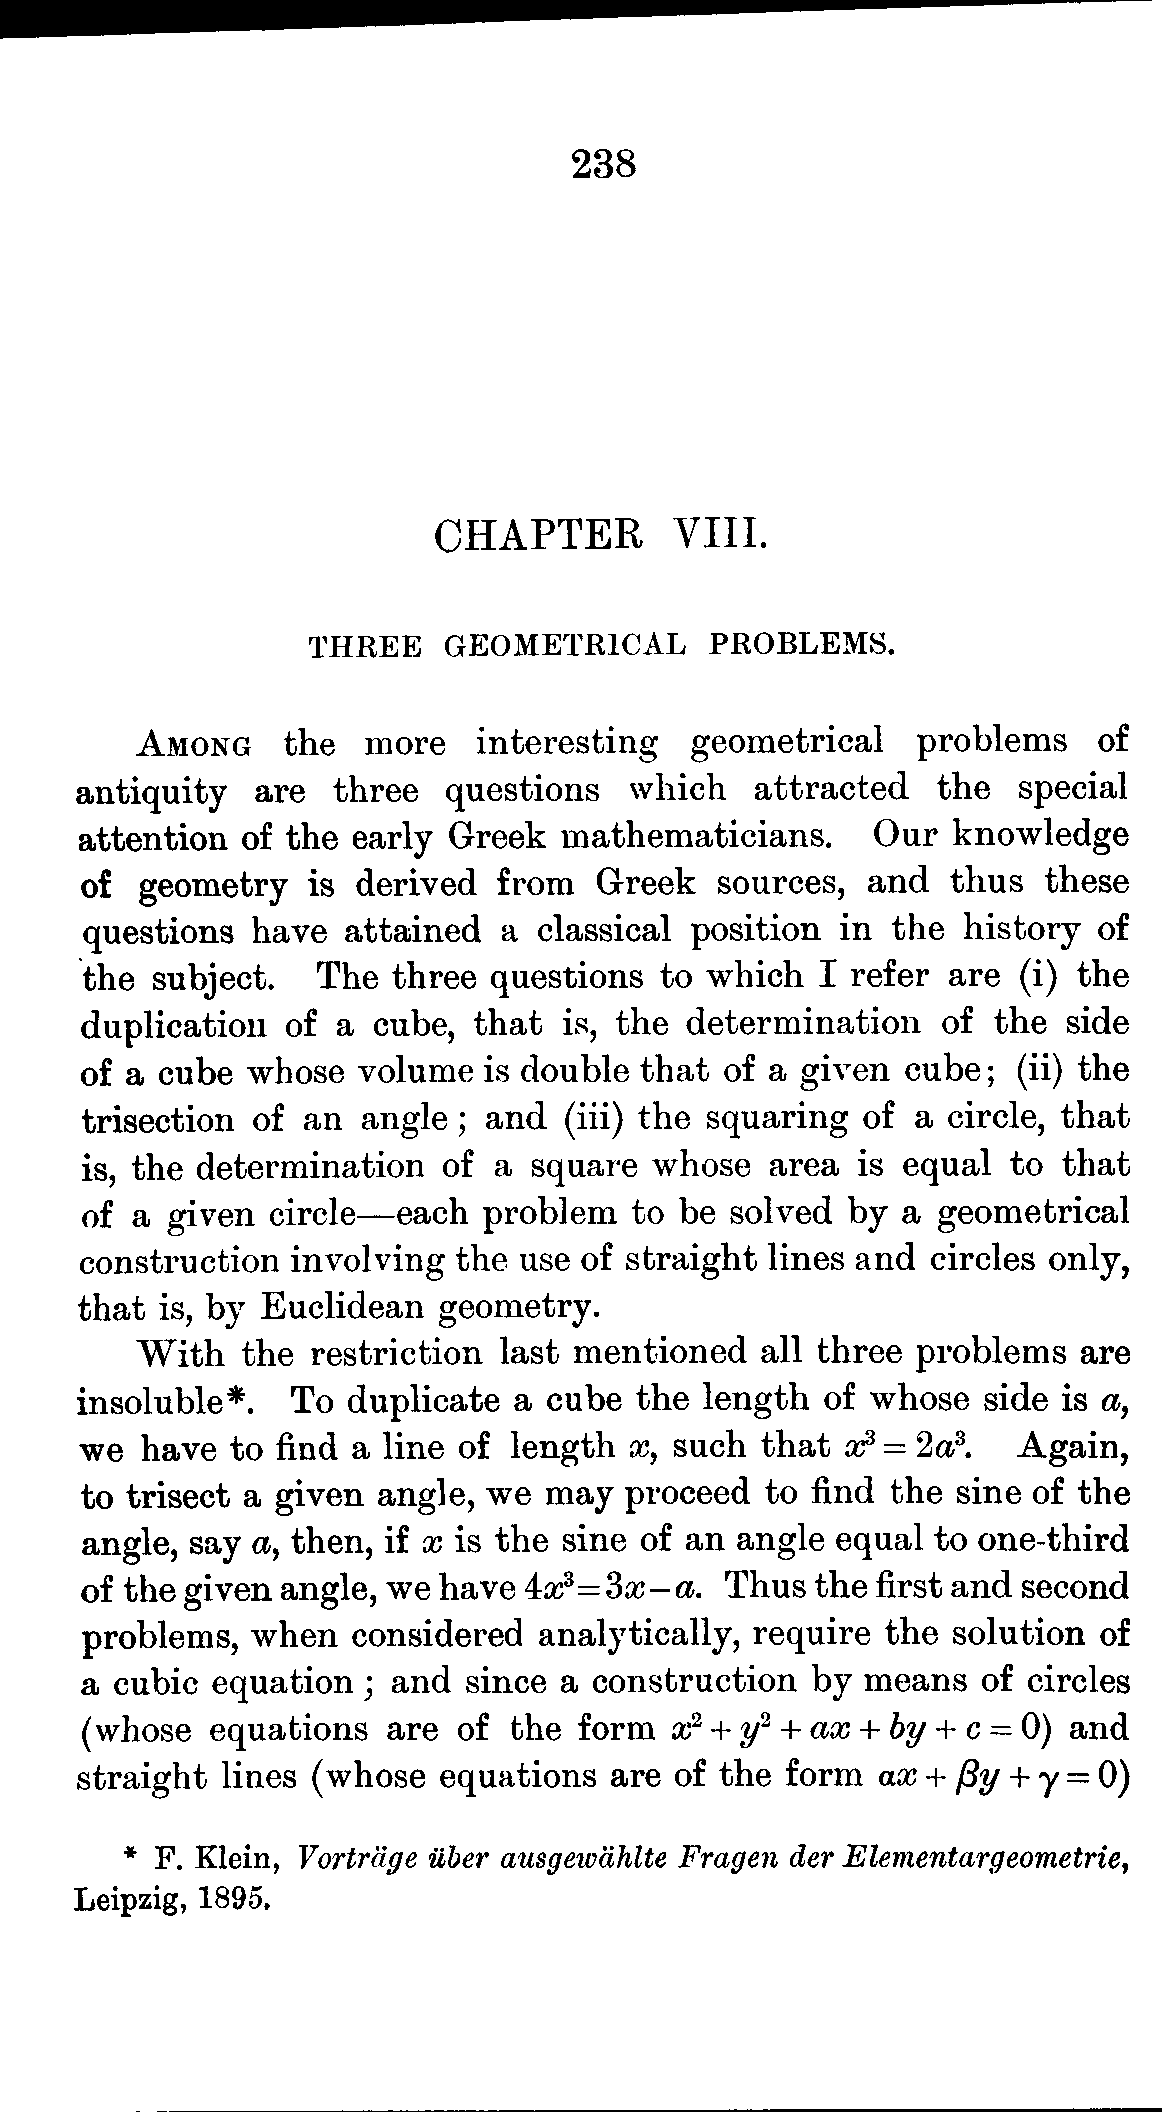 238
CHAPTER VIII.
THREE GEOMETRICAL PROBLEMS.
AMONG the more interesting geometrical problems of
antiquity are three questions which attracted the special
attention of the early Greek mathematicians. Our knowledge
of geometry is derived from Greek sources, and thus these
questions have attained a classical position in the history of
the subject. The three questions to which I refer are (i) the
duplication of a cube, that is, the determination of the side
of a cube whose volume is double that of a given cube; (ii) the
trisection of an angle; and (iii) the squaring of a circle, that
is, the determination of a square whose area is equal to that
of a given circle—each problem to be solved by a geometrical
construction involving the use of straight lines and circles only,
that is, by Euclidean geometry.
With the restriction last mentioned all three problems are
insoluble*. To duplicate a cube the length of whose side is a,
we have to find a line of length x, such that x³ = 2a³. Again,
to trisect a given angle, we may proceed to find the sine of the
angle, say a, then, if x is the sine of an angle equal to one-third
of the given angle, we have 4x³=3x−a. Thus the first and second
problems, when considered analytically, require the solution of
a cubic equation; and since a construction by means of circles
(whose equations are of the form x² + y² + ax + by + c = 0) and
straight lines (whose equations are of the form αx + βy + γ = 0)
* F. Klein, Vorträge über ausgewählte Fragen der Elementargeometrie,
Leipzig, 1895.